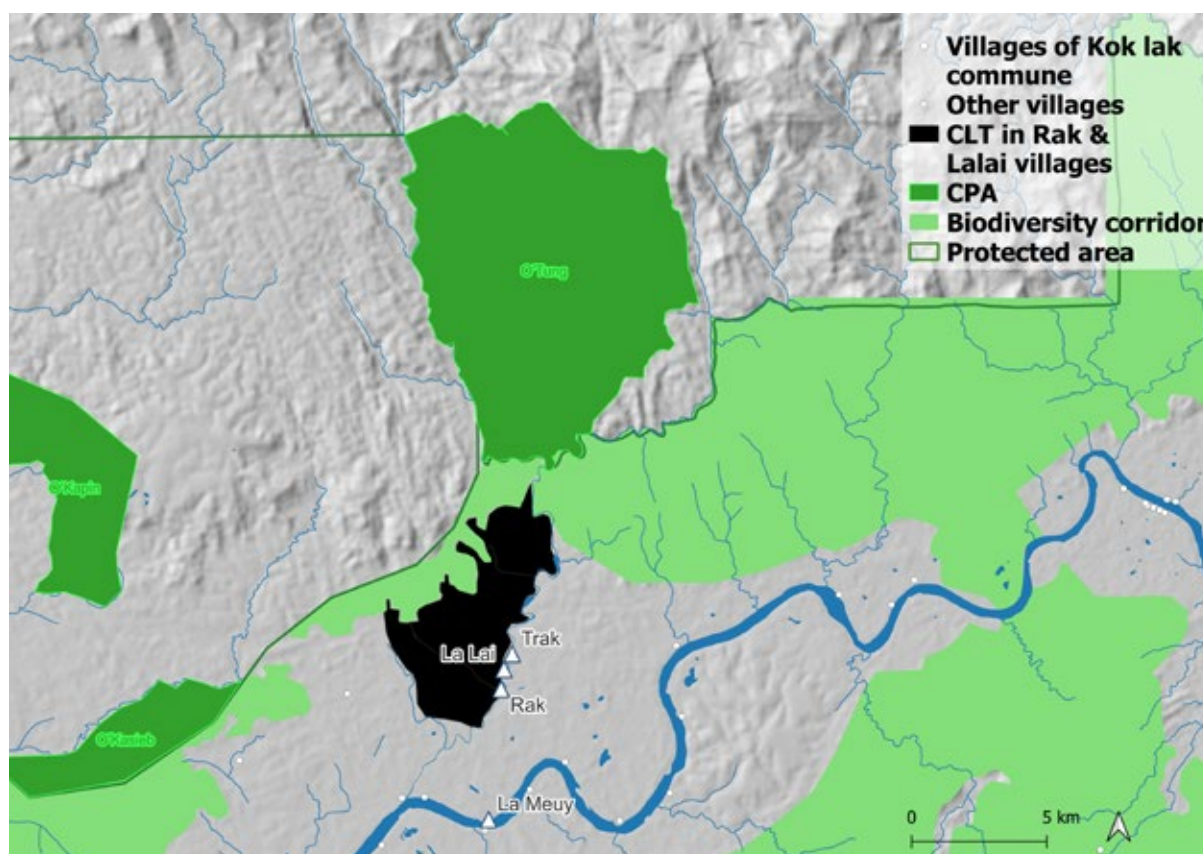 Villages of Kok lak
commune
Other villages
CLT in Rak &
Lalai villages
CPA
Biodiversity corridor
Protected area
O'Tung
O'Kapin
Trak
La Lai
Rak
O'Kasieb
La Meuy
0 5 km